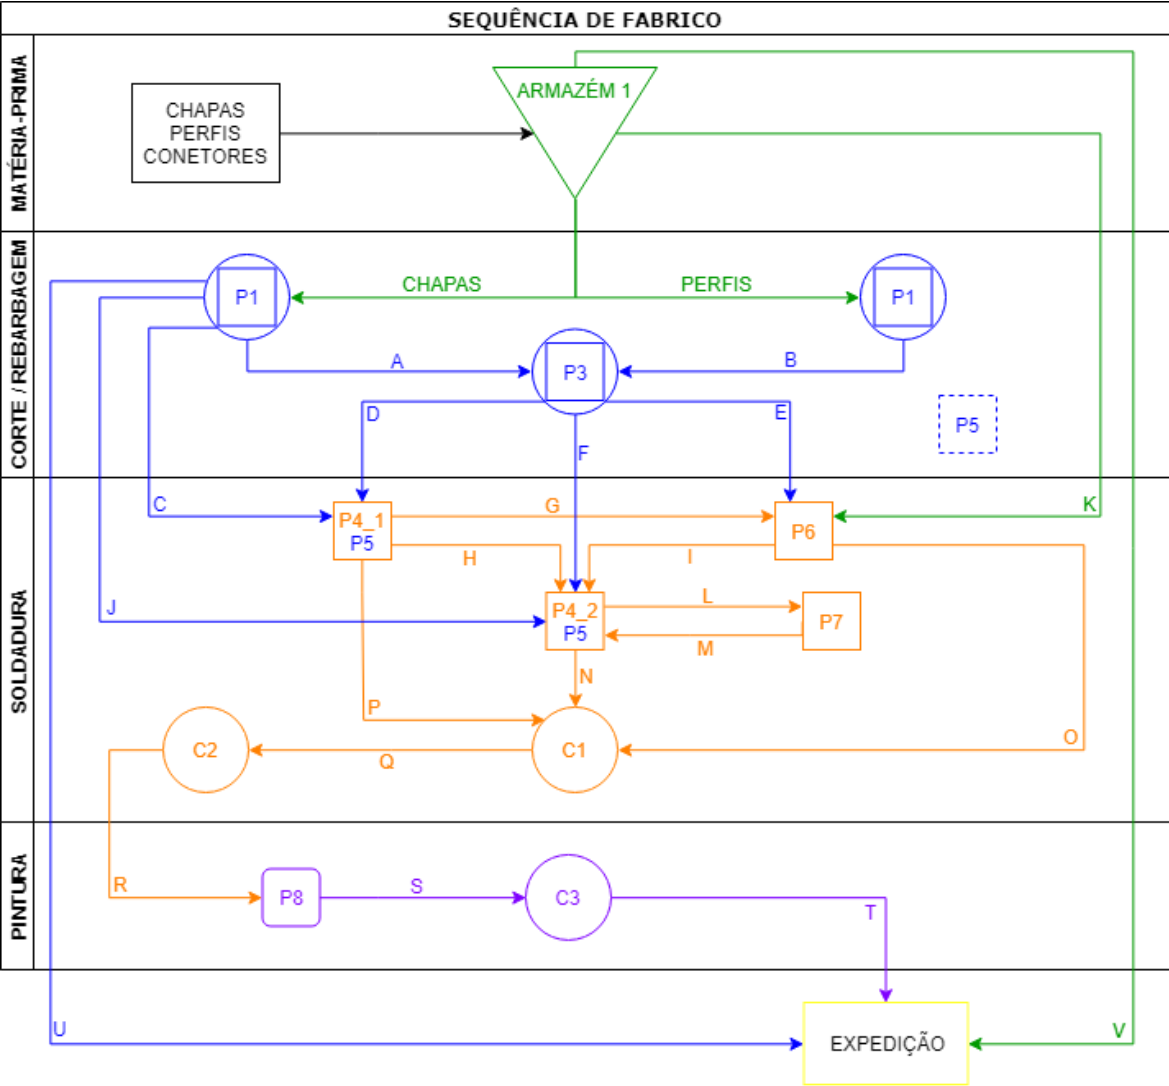 SEQUÊNCIA DE FABRICO
MATÉRIA-PRIMA
CHAPAS
PERFIS
CONETORES
ARMAZÉM 1
CORTE / REBARBAGEM
P1
CHAPAS
PERFIS
P1
A
P3
B
D
F
E
P5
SOLDADURA
C
P4_1
P5
G
H
P6
K
I
J
P4_2
P5
L
M
P7
N
P
C2
Q
C1
O
PINTURA
R
P8
S
C3
T
U
EXPEDIÇÃO
V